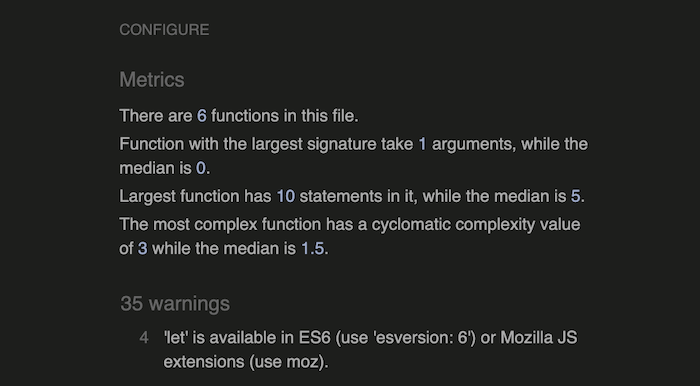 CONFIGURE
Metrics
There are 6 functions in this file.
Function with the largest signature take 1 arguments, while the
median is 0.
Largest function has 10 statements in it, while the median is 5.
The most complex function has a cyclomatic complexity value
of 3 while the median is 1.5.
35 warnings
4 'let' is available in ES6 (use 'esversion: 6') or Mozilla JS
extensions (use moz).